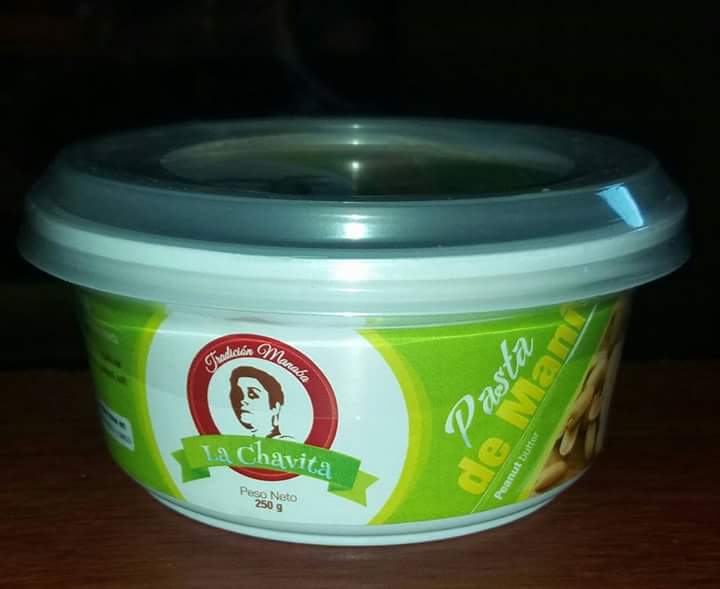 Tradición Manaba
La Chavita
Peso Neto
250 g
Pasta
de Maní
Peanut butter